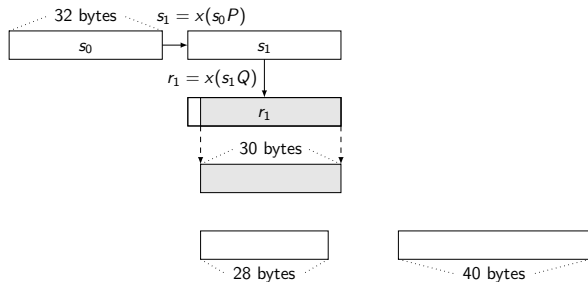 32 bytes
s₁ = x(s₀P)
s₀
s₁
r₁ = x(s₁Q)
r₁
30 bytes
28 bytes
40 bytes